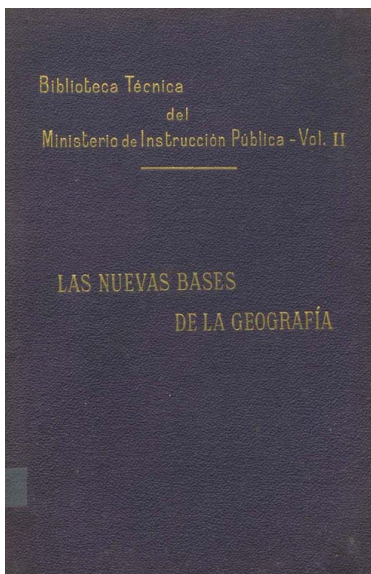 Biblioteca Técnica
del
Ministerio de Instrucción Pública - Vol. II
LAS NUEVAS BASES
DE LA GEOGRAFÍA